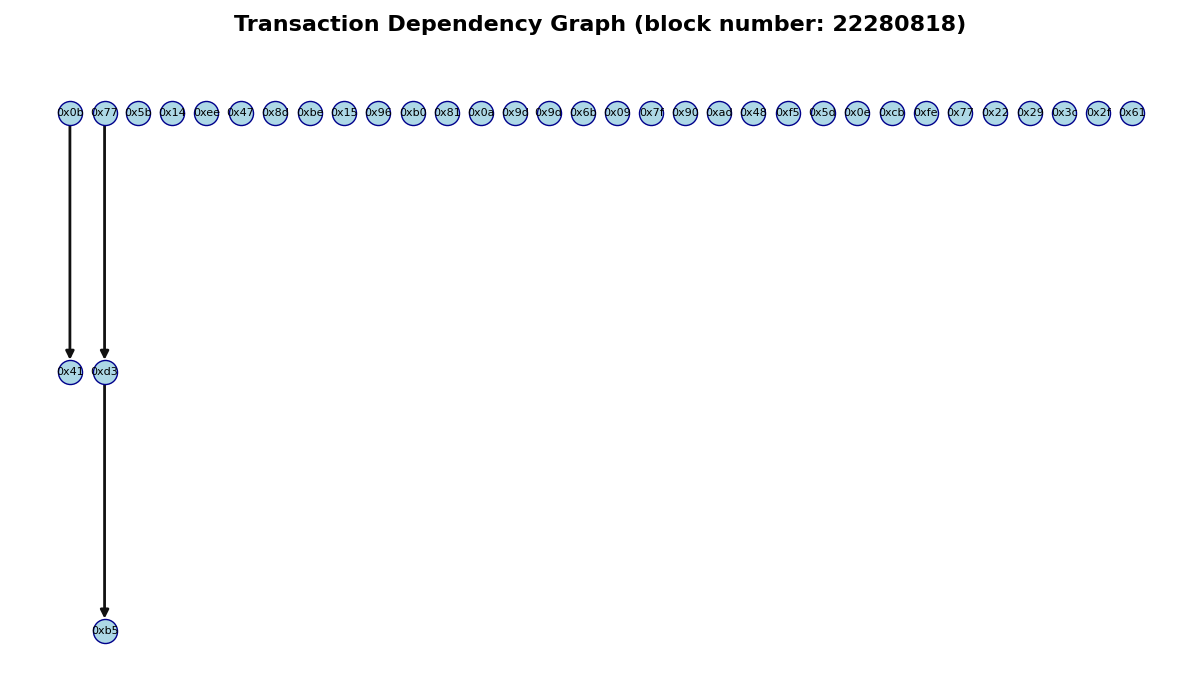 Transaction Dependency Graph (block number: 22280818)
0x0b 0x77 0x5b 0x14 0xee 0x47 0x8d 0xbe 0x15 0x96 0xb0 0x81 0x0a 0x9d 0x9d 0x6b 0x09 0x7f 0x90 0xad 0x48 0xf5 0x5d 0x0e 0xcb 0xfe 0x77 0x22 0x29 0x3c 0x2f 0x61
0x41 0xd3
0xb5